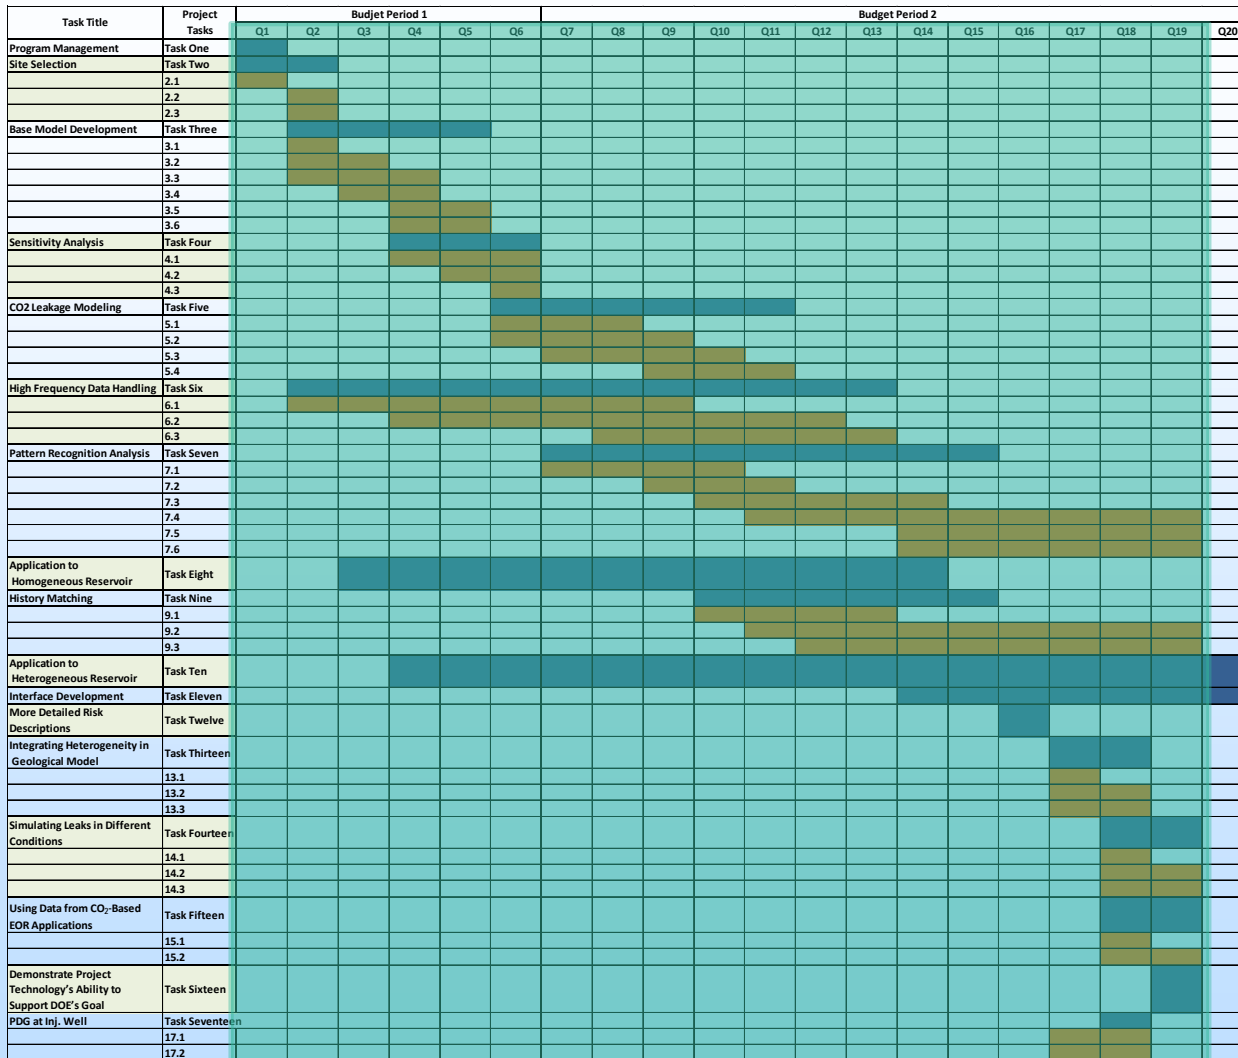 Task Title Project Tasks Budjet Period 1 Budget Period 2
Q1 Q2 Q3 Q4 Q5 Q6 Q7 Q8 Q9 Q10 Q11 Q12 Q13 Q14 Q15 Q16 Q17 Q18 Q19 Q20
Program Management Task One
Site Selection Task Two
2.1
2.2
2.3
Base Model Development Task Three
3.1
3.2
3.3
3.4
3.5
3.6
Sensitivity Analysis Task Four
4.1
4.2
4.3
CO2 Leakage Modeling Task Five
5.1
5.2
5.3
5.4
High Frequency Data Handling Task Six
6.1
6.2
6.3
Pattern Recognition Analysis Task Seven
7.1
7.2
7.3
7.4
7.5
7.6
Application to
Homogeneous Reservoir Task Eight
History Matching Task Nine
9.1
9.2
9.3
Application to
Heterogeneous Reservoir Task Ten
Interface Development Task Eleven
More Detailed Risk
Descriptions Task Twelve
Integrating Heterogeneity in
Geological Model Task Thirteen
13.1
13.2
13.3
Simulating Leaks in Different
Conditions Task Fourteen
14.1
14.2
14.3
Using Data from CO₂-Based
EOR Applications Task Fifteen
15.1
15.2
Demonstrate Project
Technology's Ability to
Support DOE's Goal Task Sixteen
PDG at Inj. Well Task Seventeen
17.1
17.2